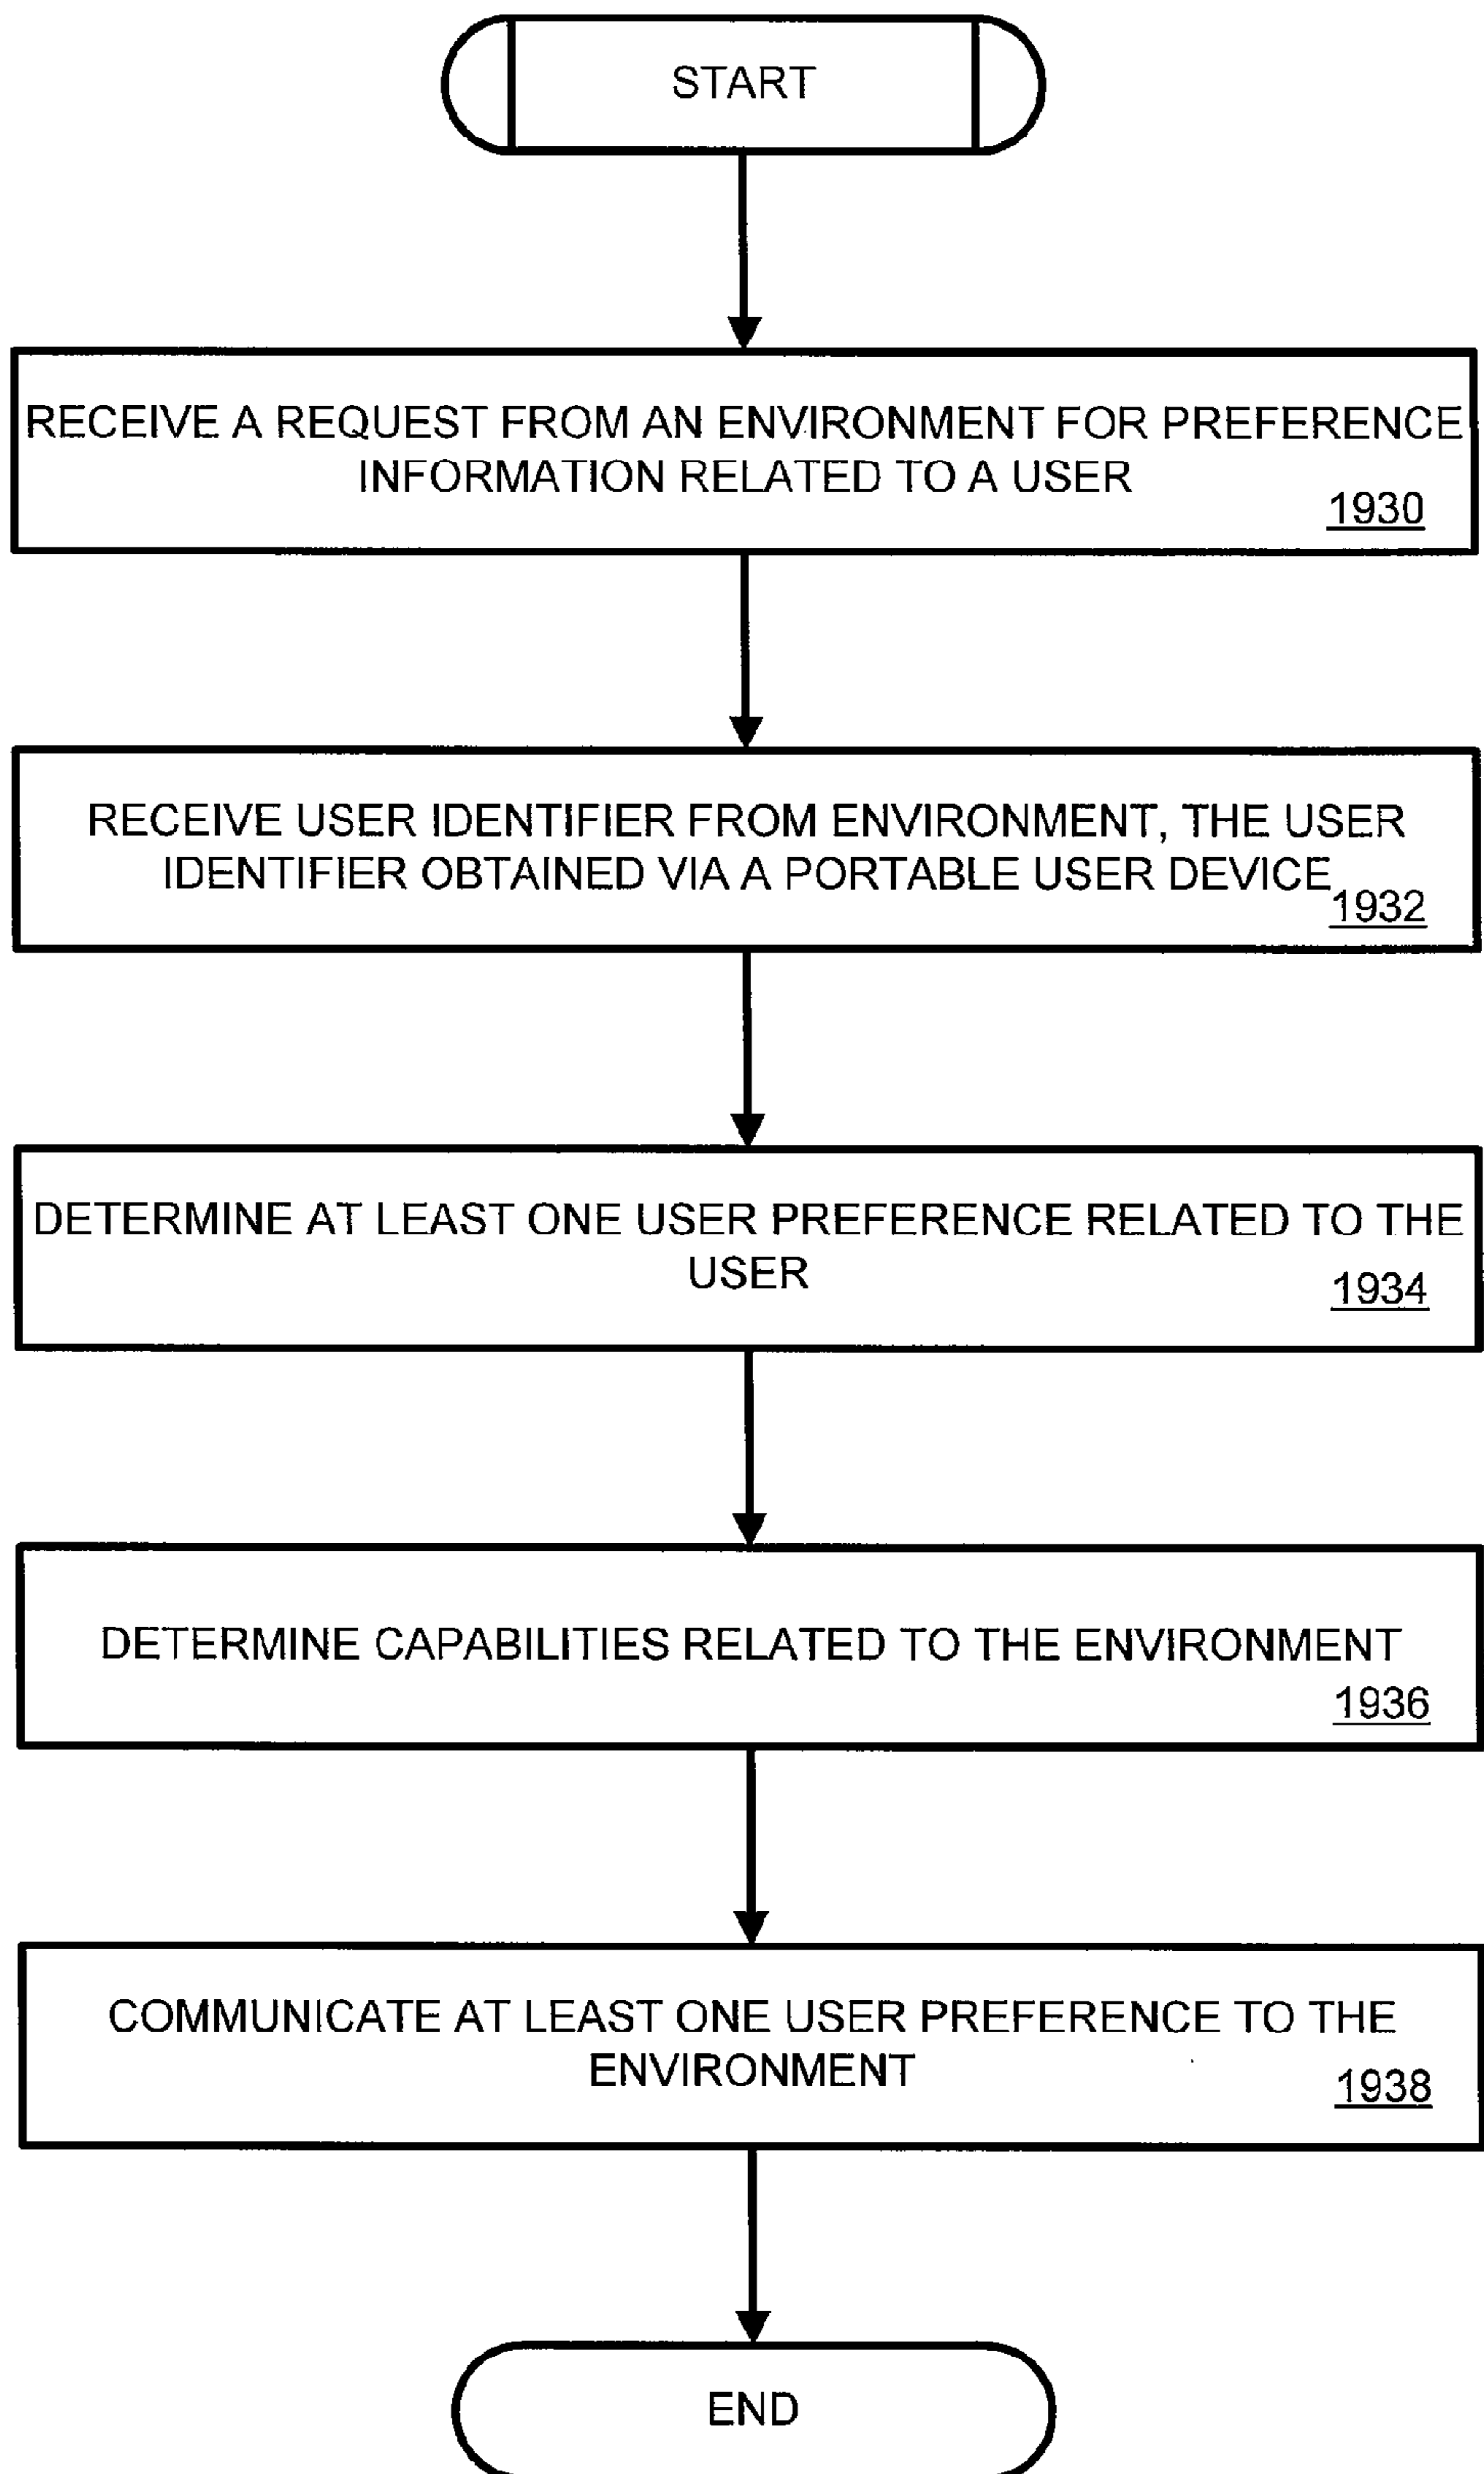 START
RECEIVE A REQUEST FROM AN ENVIRONMENT FOR PREFERENCE
INFORMATION RELATED TO A USER
1930
RECEIVE USER IDENTIFIER FROM ENVIRONMENT, THE USER
IDENTIFIER OBTAINED VIA A PORTABLE USER DEVICE
1932
DETERMINE AT LEAST ONE USER PREFERENCE RELATED TO THE
USER
1934
DETERMINE CAPABILITIES RELATED TO THE ENVIRONMENT
1936
COMMUNICATE AT LEAST ONE USER PREFERENCE TO THE
ENVIRONMENT
1938
END